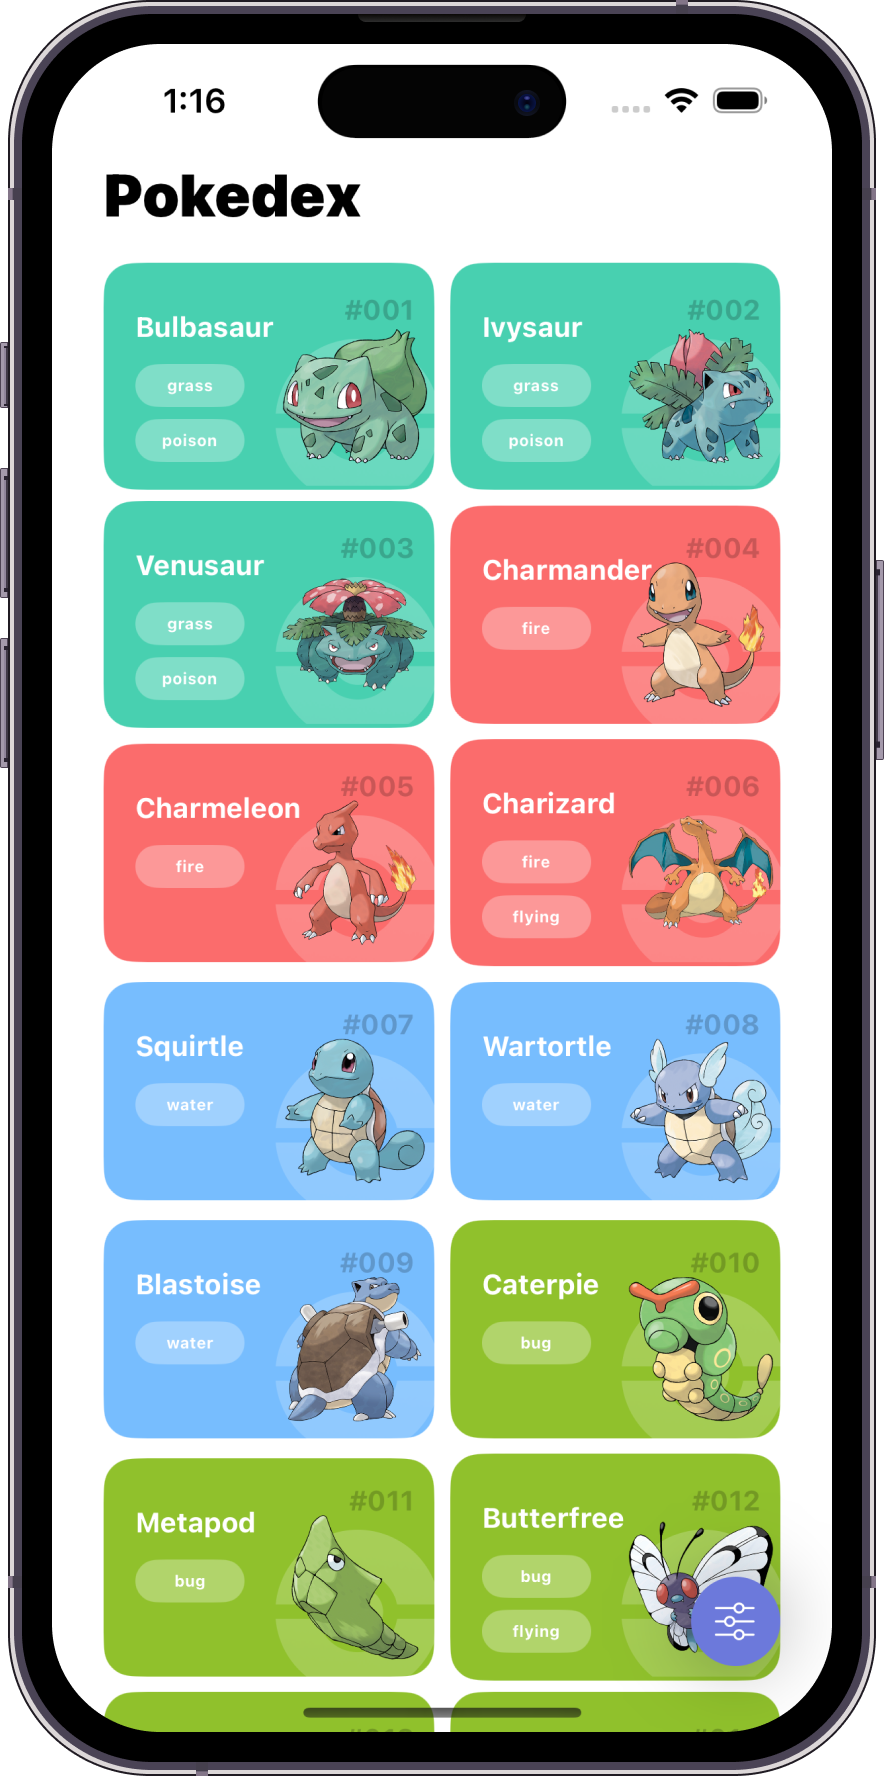 1:16
Pokedex
#001
Bulbasaur
grass
poison
#002
Ivysaur
grass
poison
#003
Venusaur
grass
poison
#004
Charmander
fire
#005
Charmeleon
fire
#006
Charizard
fire
flying
#007
Squirtle
water
#008
Wartortle
water
#009
Blastoise
water
#010
Caterpie
bug
#011
Metapod
bug
#012
Butterfree
bug
flying